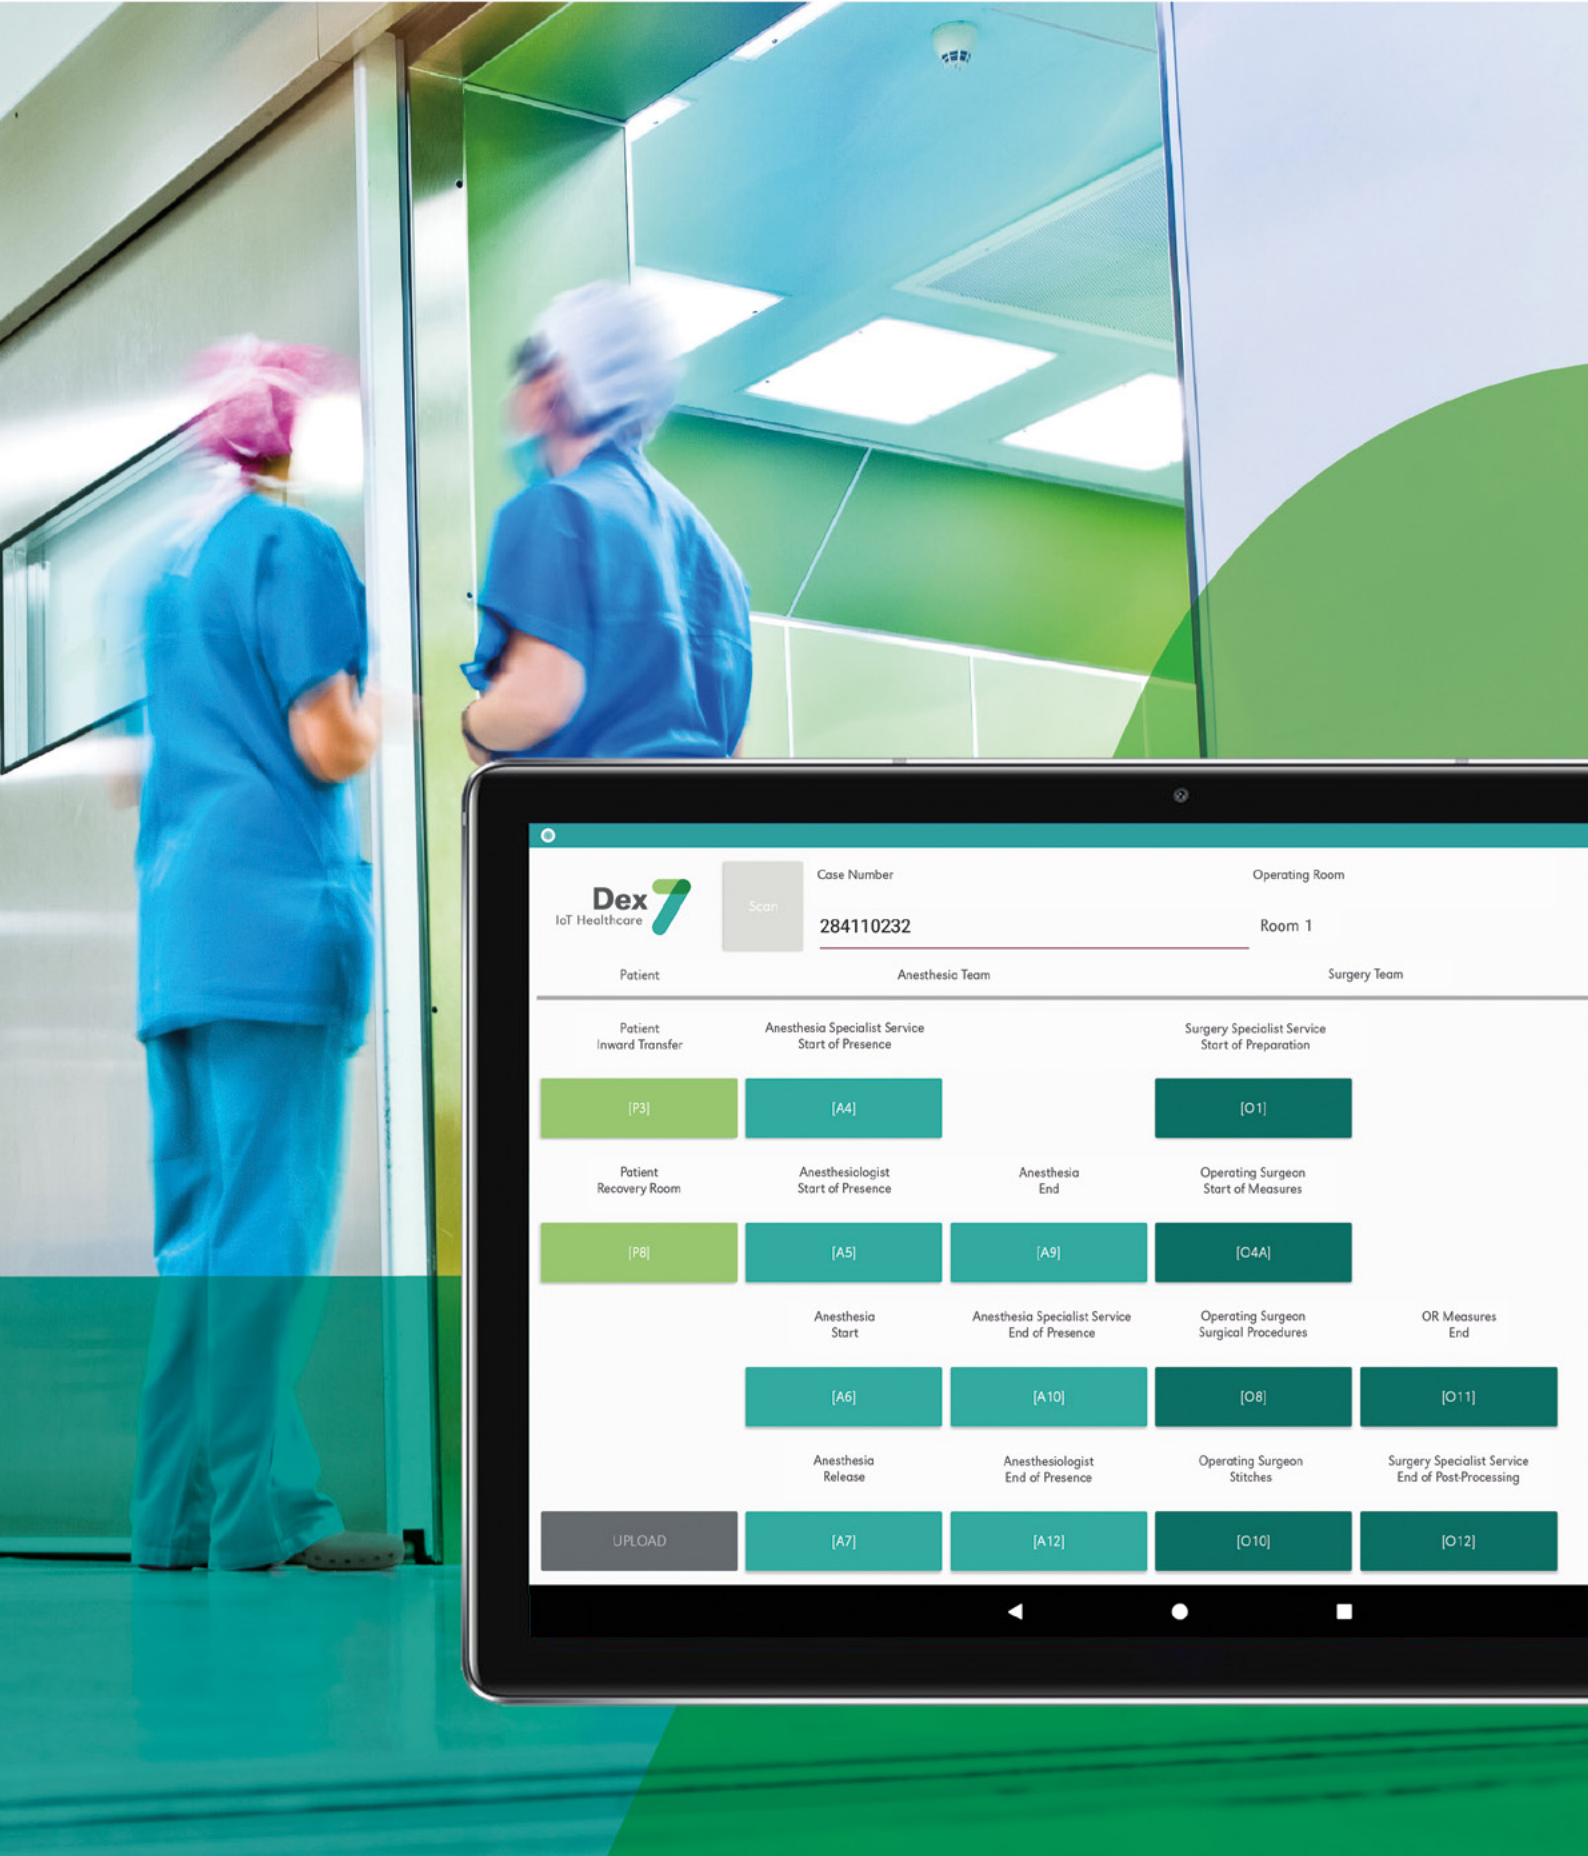 Dex7
IoT Healthcare
Scan
Case Number
284110232
Operating Room
Room 1
Patient
Anesthesic Team
Surgery Team
Patient
Inward Transfer
Anesthesia Specialist Service
Start of Presence
Surgery Specialist Service
Start of Preparation
[P3]
[A4]
[O1]
Patient
Recovery Room
Anesthesiologist
Start of Presence
Anesthesia
End
Operating Surgeon
Start of Measures
[P8]
[A5]
[A9]
[O4A]
Anesthesia
Start
Anesthesia Specialist Service
End of Presence
Operating Surgeon
Surgical Procedures
OR Measures
End
[A6]
[A10]
[O8]
[O11]
Anesthesia
Release
Anesthesiologist
End of Presence
Operating Surgeon
Stitches
Surgery Specialist Service
End of Post-Processing
UPLOAD
[A7]
[A12]
[O10]
[O12]